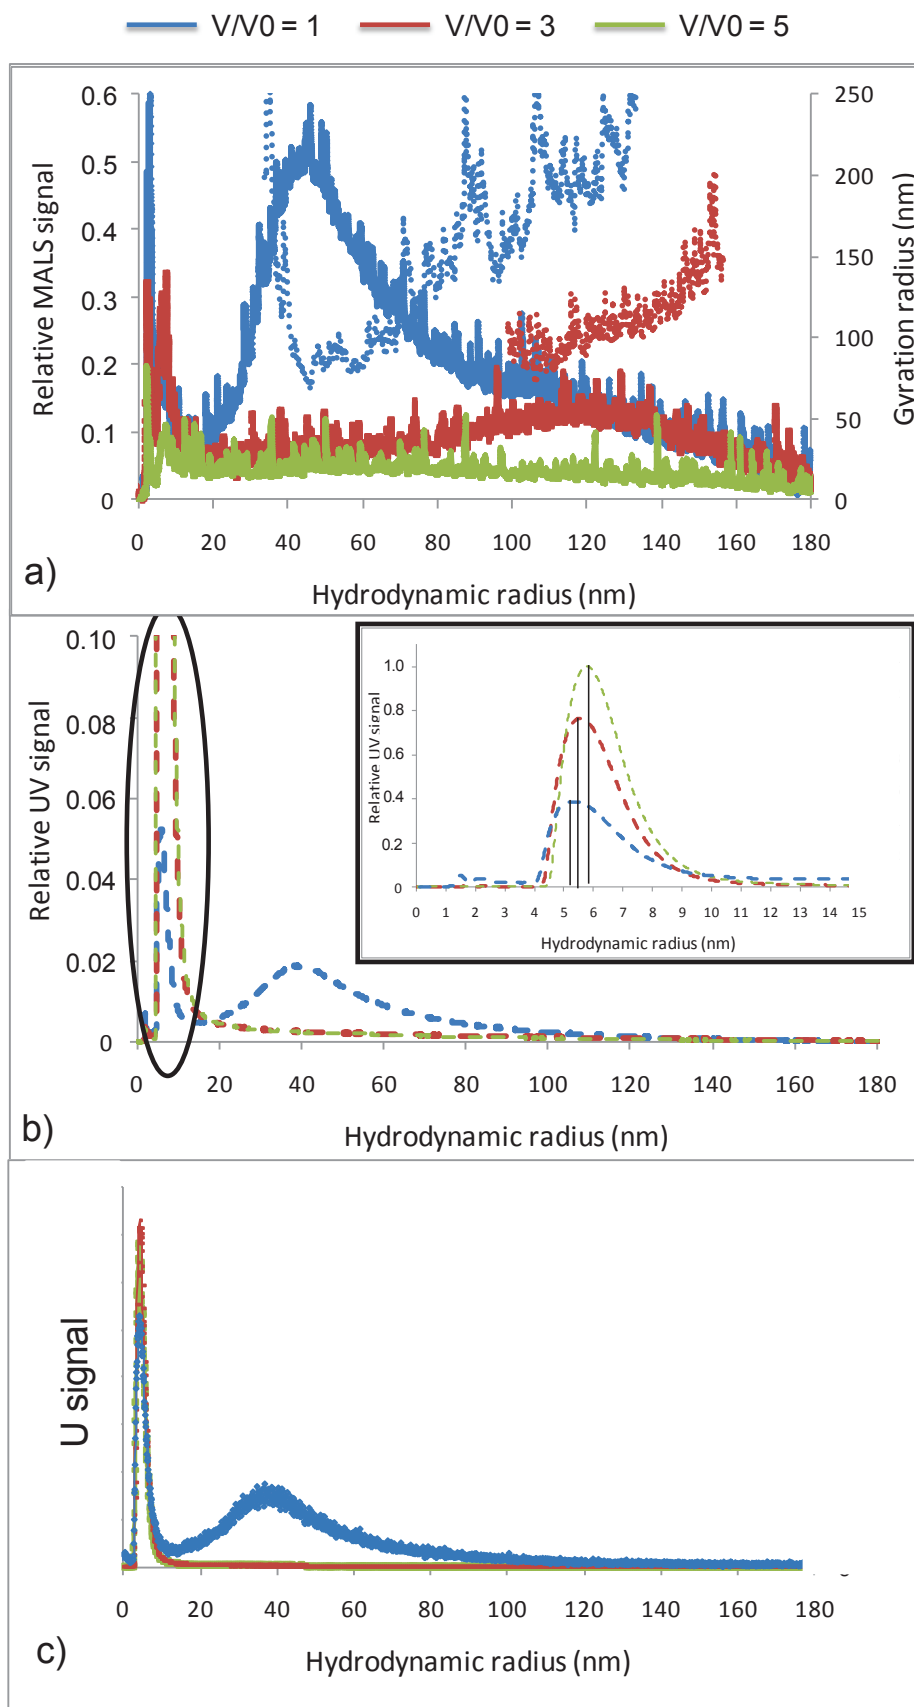 V/V0 = 1 V/V0 = 3 V/V0 = 5
0.6
0.5
0.4
0.3
0.2
0.1
0
Relative MALS signal
250
200
150
100
50
0
Gyration radius (nm)
0 20 40 60 80 100 120 140 160 180
Hydrodynamic radius (nm)
a)
0.10
0.08
0.06
0.04
0.02
0
Relative UV signal
1.0
0.8
0.6
0.4
0.2
0
Relative UV signal
0 1 2 3 4 5 6 7 8 9 10 11 12 13 14 15
Hydrodynamic radius (nm)
0 20 40 60 80 100 120 140 160 180
Hydrodynamic radius (nm)
b)
U signal
0 20 40 60 80 100 120 140 160 180
Hydrodynamic radius (nm)
c)